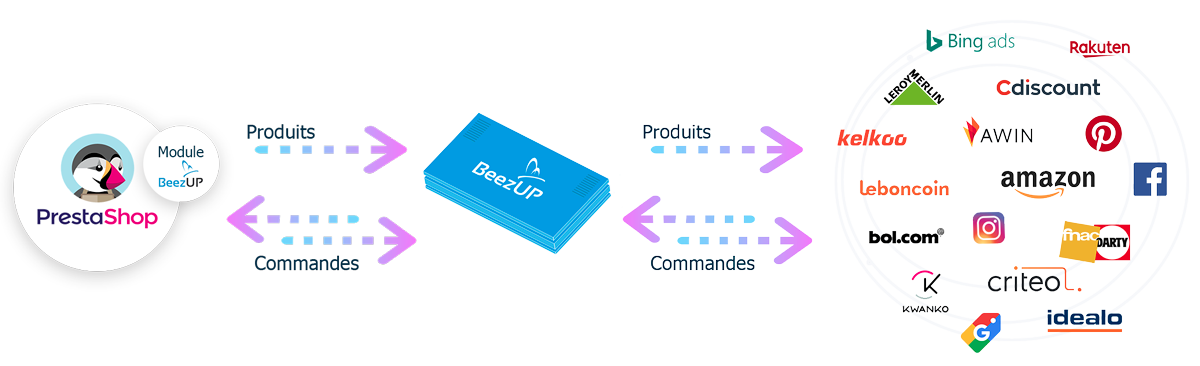 PrestaShop
Module
BeezUP
Produits
Commandes
BeezUP
Produits
Commandes
Bing ads
Rakuten
LEROY MERLIN
Cdiscount
kelkoo
AWIN
leboncoin
amazon
f
bol.com
fnac
DARTY
criteo
K
KWANKO
G
idealo